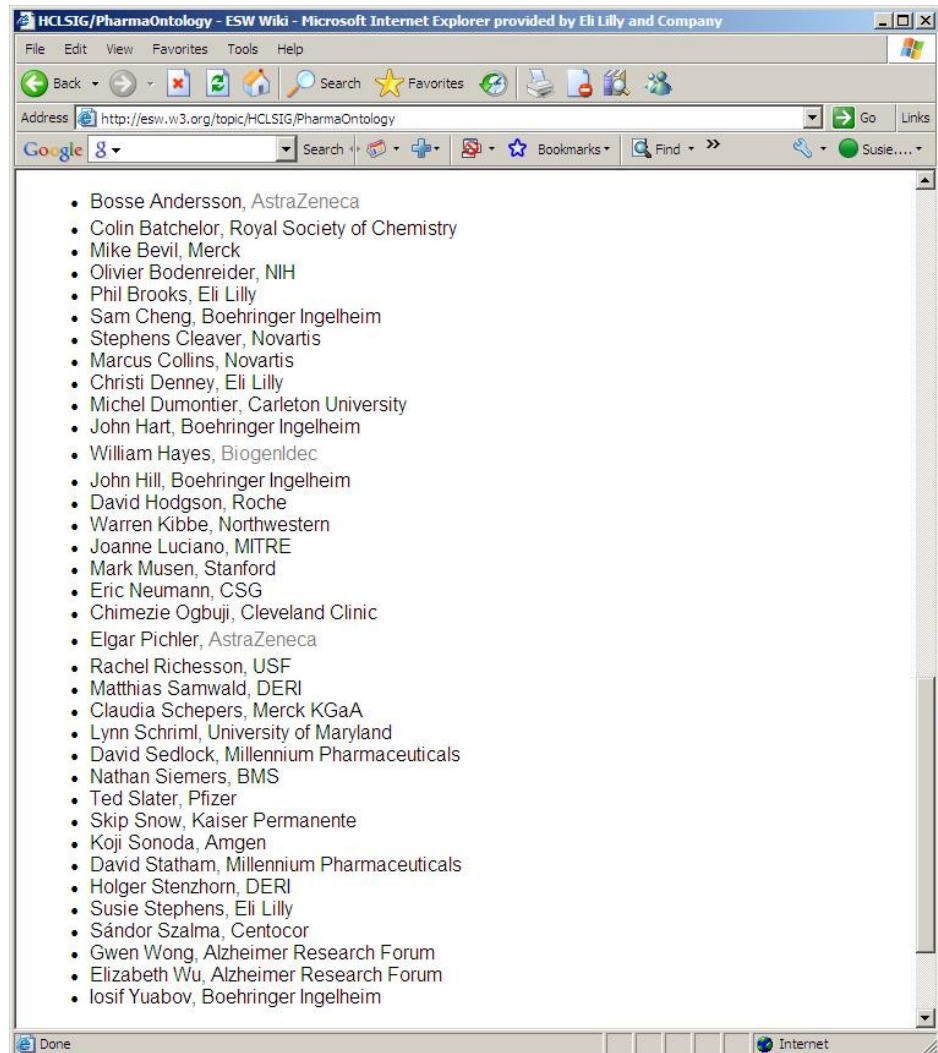 HCLSIG/PharmaOntology - ESW Wiki - Microsoft Internet Explorer provided by Eli Lilly and Company
File Edit View Favorites Tools Help
Back Search Favorites
Address http://esw.w3.org/topic/HCLSIG/PharmaOntology Go Links
Google Search Bookmarks Find Susie....
Bosse Andersson, AstraZeneca
Colin Batchelor, Royal Society of Chemistry
Mike Bevil, Merck
Olivier Bodenreider, NIH
Phil Brooks, Eli Lilly
Sam Cheng, Boehringer Ingelheim
Stephens Cleaver, Novartis
Marcus Collins, Novartis
Christi Denney, Eli Lilly
Michel Dumontier, Carleton University
John Hart, Boehringer Ingelheim
William Hayes, BiogenIdec
John Hill, Boehringer Ingelheim
David Hodgson, Roche
Warren Kibbe, Northwestern
Joanne Luciano, MITRE
Mark Musen, Stanford
Eric Neumann, CSG
Chimezie Ogbuji, Cleveland Clinic
Elgar Pichler, AstraZeneca
Rachel Richesson, USF
Matthias Samwald, DERI
Claudia Schepers, Merck KGaA
Lynn Schriml, University of Maryland
David Sedlock, Millennium Pharmaceuticals
Nathan Siemers, BMS
Ted Slater, Pfizer
Skip Snow, Kaiser Permanente
Koji Sonoda, Amgen
David Statham, Millennium Pharmaceuticals
Holger Stenzhorn, DERI
Susie Stephens, Eli Lilly
Sándor Szalma, Centocor
Gwen Wong, Alzheimer Research Forum
Elizabeth Wu, Alzheimer Research Forum
Iosif Yuabov, Boehringer Ingelheim
Done Internet